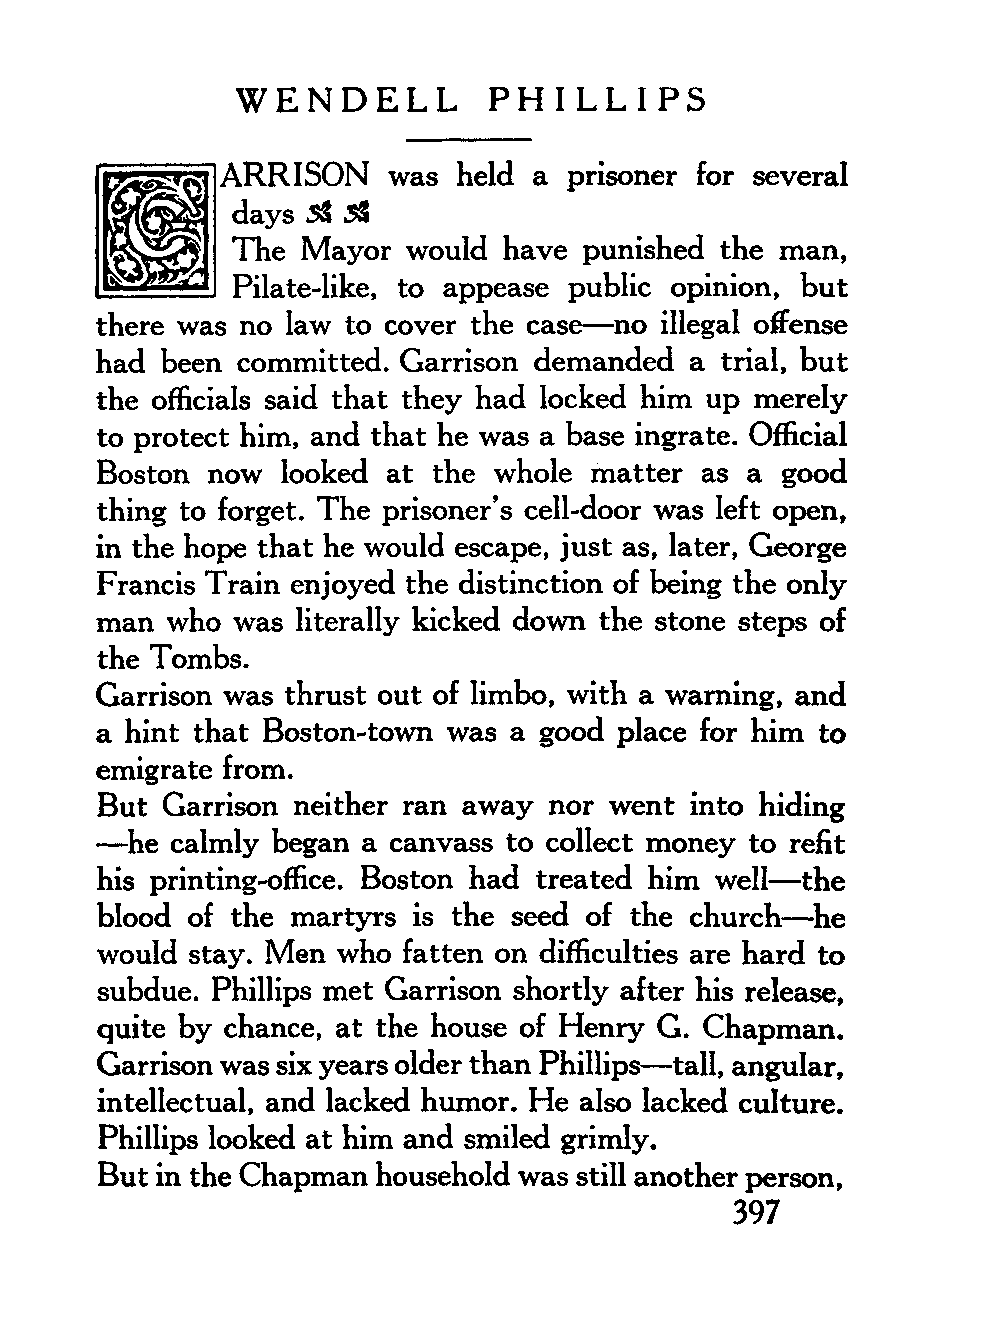 WENDELL PHILLIPS
GARRISON was held a prisoner for several
days
The Mayor would have punished the man,
Pilate-like, to appease public opinion, but
there was no law to cover the case—no illegal offense
had been committed. Garrison demanded a trial, but
the officials said that they had locked him up merely
to protect him, and that he was a base ingrate. Official
Boston now looked at the whole matter as a good
thing to forget. The prisoner's cell-door was left open,
in the hope that he would escape, just as, later, George
Francis Train enjoyed the distinction of being the only
man who was literally kicked down the stone steps of
the Tombs.
Garrison was thrust out of limbo, with a warning, and
a hint that Boston-town was a good place for him to
emigrate from.
But Garrison neither ran away nor went into hiding
—he calmly began a canvass to collect money to refit
his printing-office. Boston had treated him well—the
blood of the martyrs is the seed of the church—he
would stay. Men who fatten on difficulties are hard to
subdue. Phillips met Garrison shortly after his release,
quite by chance, at the house of Henry G. Chapman.
Garrison was six years older than Phillips—tall, angular,
intellectual, and lacked humor. He also lacked culture.
Phillips looked at him and smiled grimly.
But in the Chapman household was still another person,
397